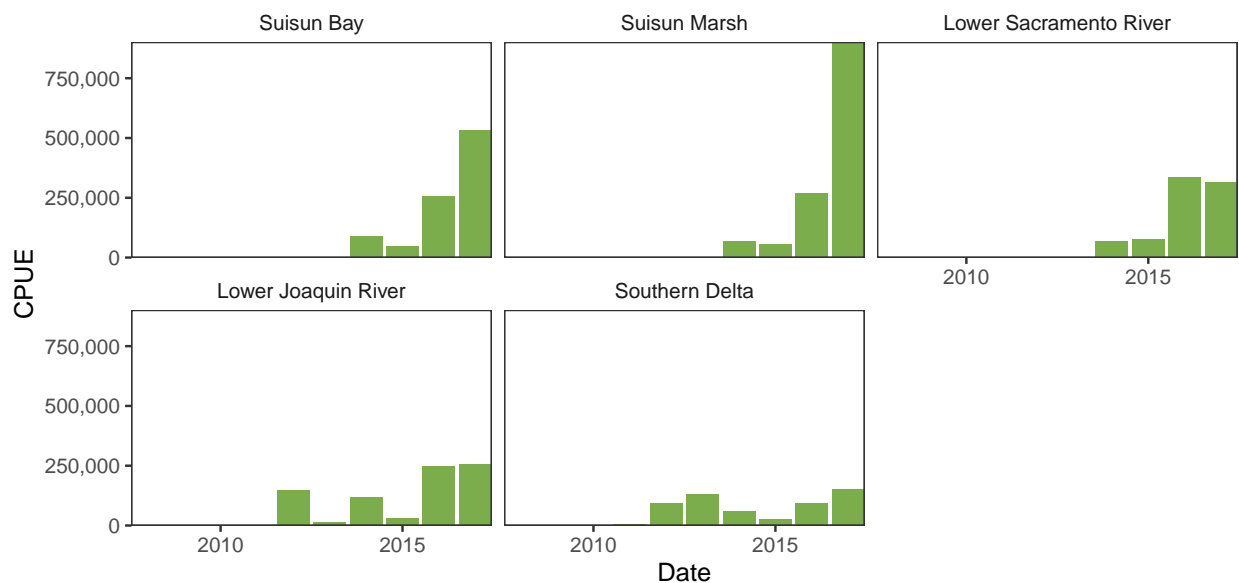 Suisun Bay
Suisun Marsh
Lower Sacramento River
750,000
500,000
250,000
0
2010
2015
CPUE
Lower Joaquin River
Southern Delta
750,000
500,000
250,000
0
2010
2015
2010
2015
Date